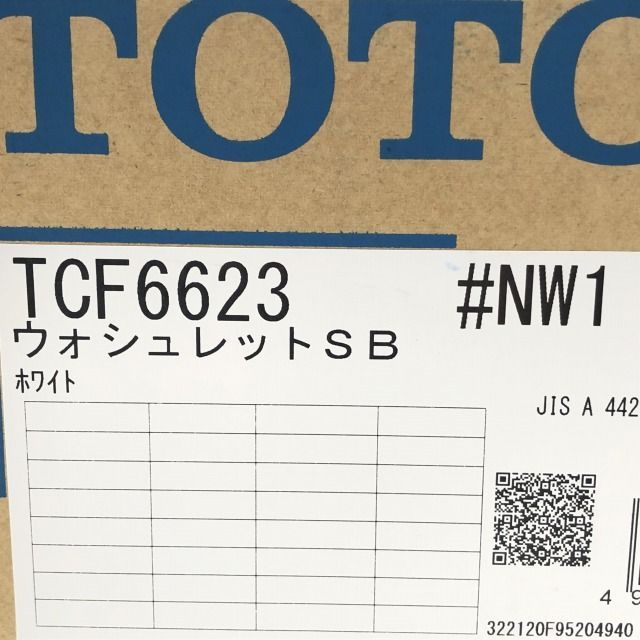 TOTO
TCF6623 #NW1
ウォシュレットＳＢ
ﾎﾜｲﾄ
JIS A 442
4 9
322120F95204940